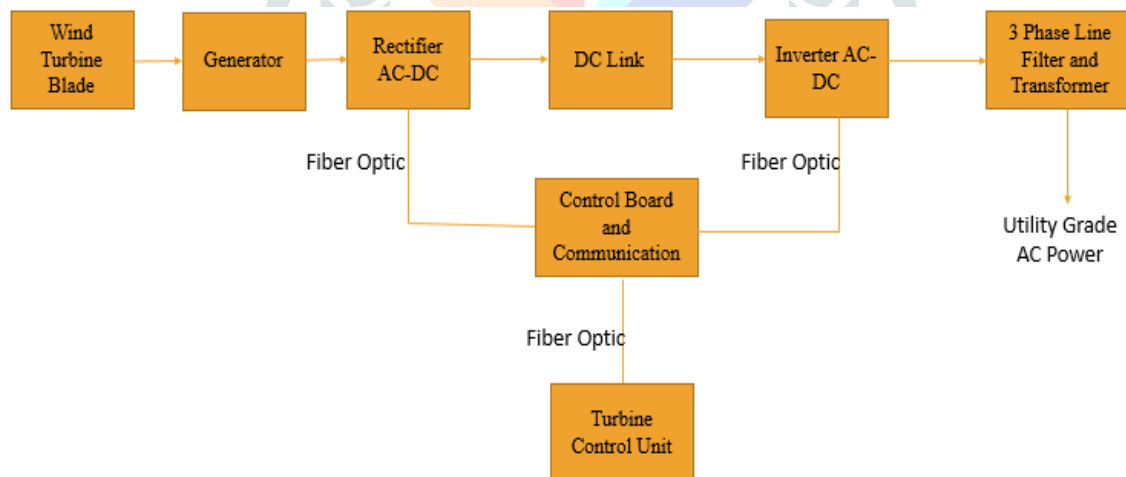 Wind
Turbine
Blade
Generator
Rectifier
AC-DC
DC Link
Inverter AC-
DC
3 Phase Line
Filter and
Transformer
Fiber Optic
Fiber Optic
Control Board
and
Communication
Utility Grade
AC Power
Fiber Optic
Turbine
Control Unit